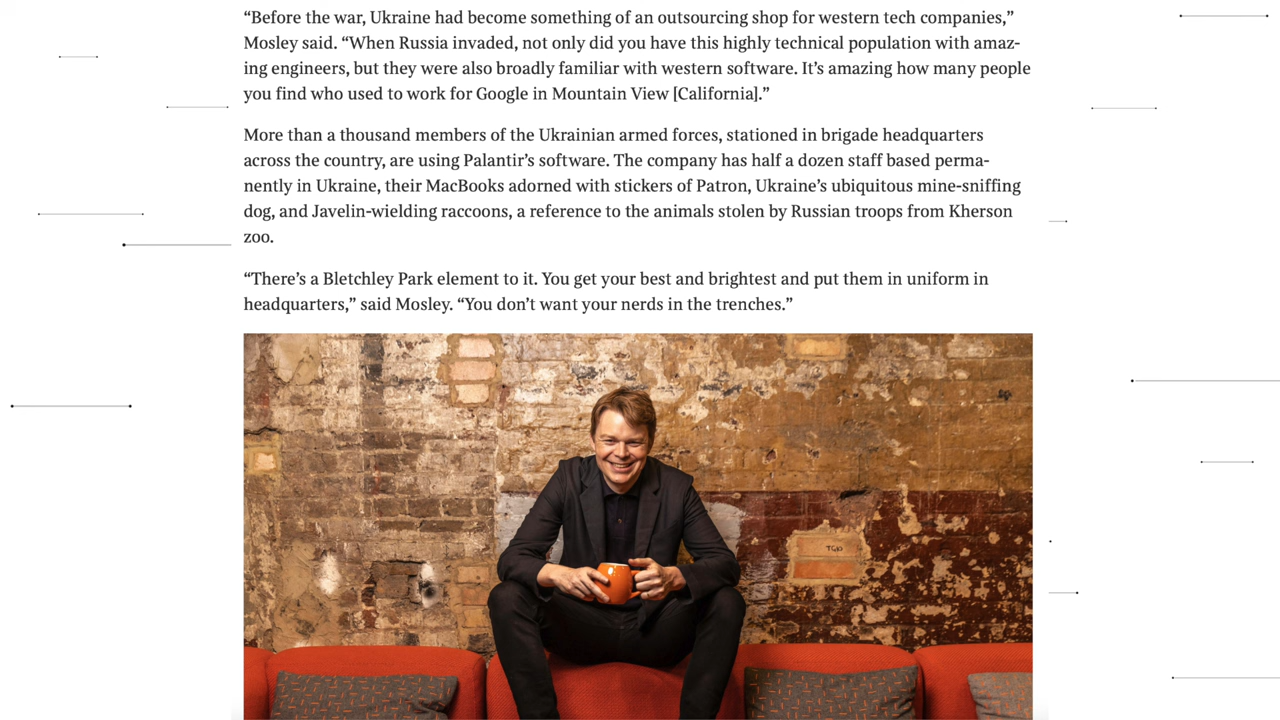 “Before the war, Ukraine had become something of an outsourcing shop for western tech companies,”
Mosley said. “When Russia invaded, not only did you have this highly technical population with amaz-
ing engineers, but they were also broadly familiar with western software. It’s amazing how many people
you find who used to work for Google in Mountain View [California].”
More than a thousand members of the Ukrainian armed forces, stationed in brigade headquarters
across the country, are using Palantir’s software. The company has half a dozen staff based perma-
nently in Ukraine, their MacBooks adorned with stickers of Patron, Ukraine’s ubiquitous mine-sniffing
dog, and Javelin-wielding raccoons, a reference to the animals stolen by Russian troops from Kherson
zoo.
“There’s a Bletchley Park element to it. You get your best and brightest and put them in uniform in
headquarters,” said Mosley. “You don’t want your nerds in the trenches.”